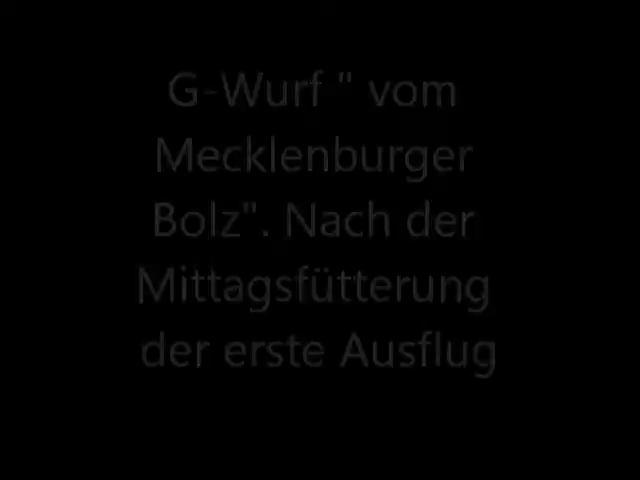 G-Wurf " vom
Mecklenburger
Bolz". Nach der
Mittagsfütterung
der erste Ausflug